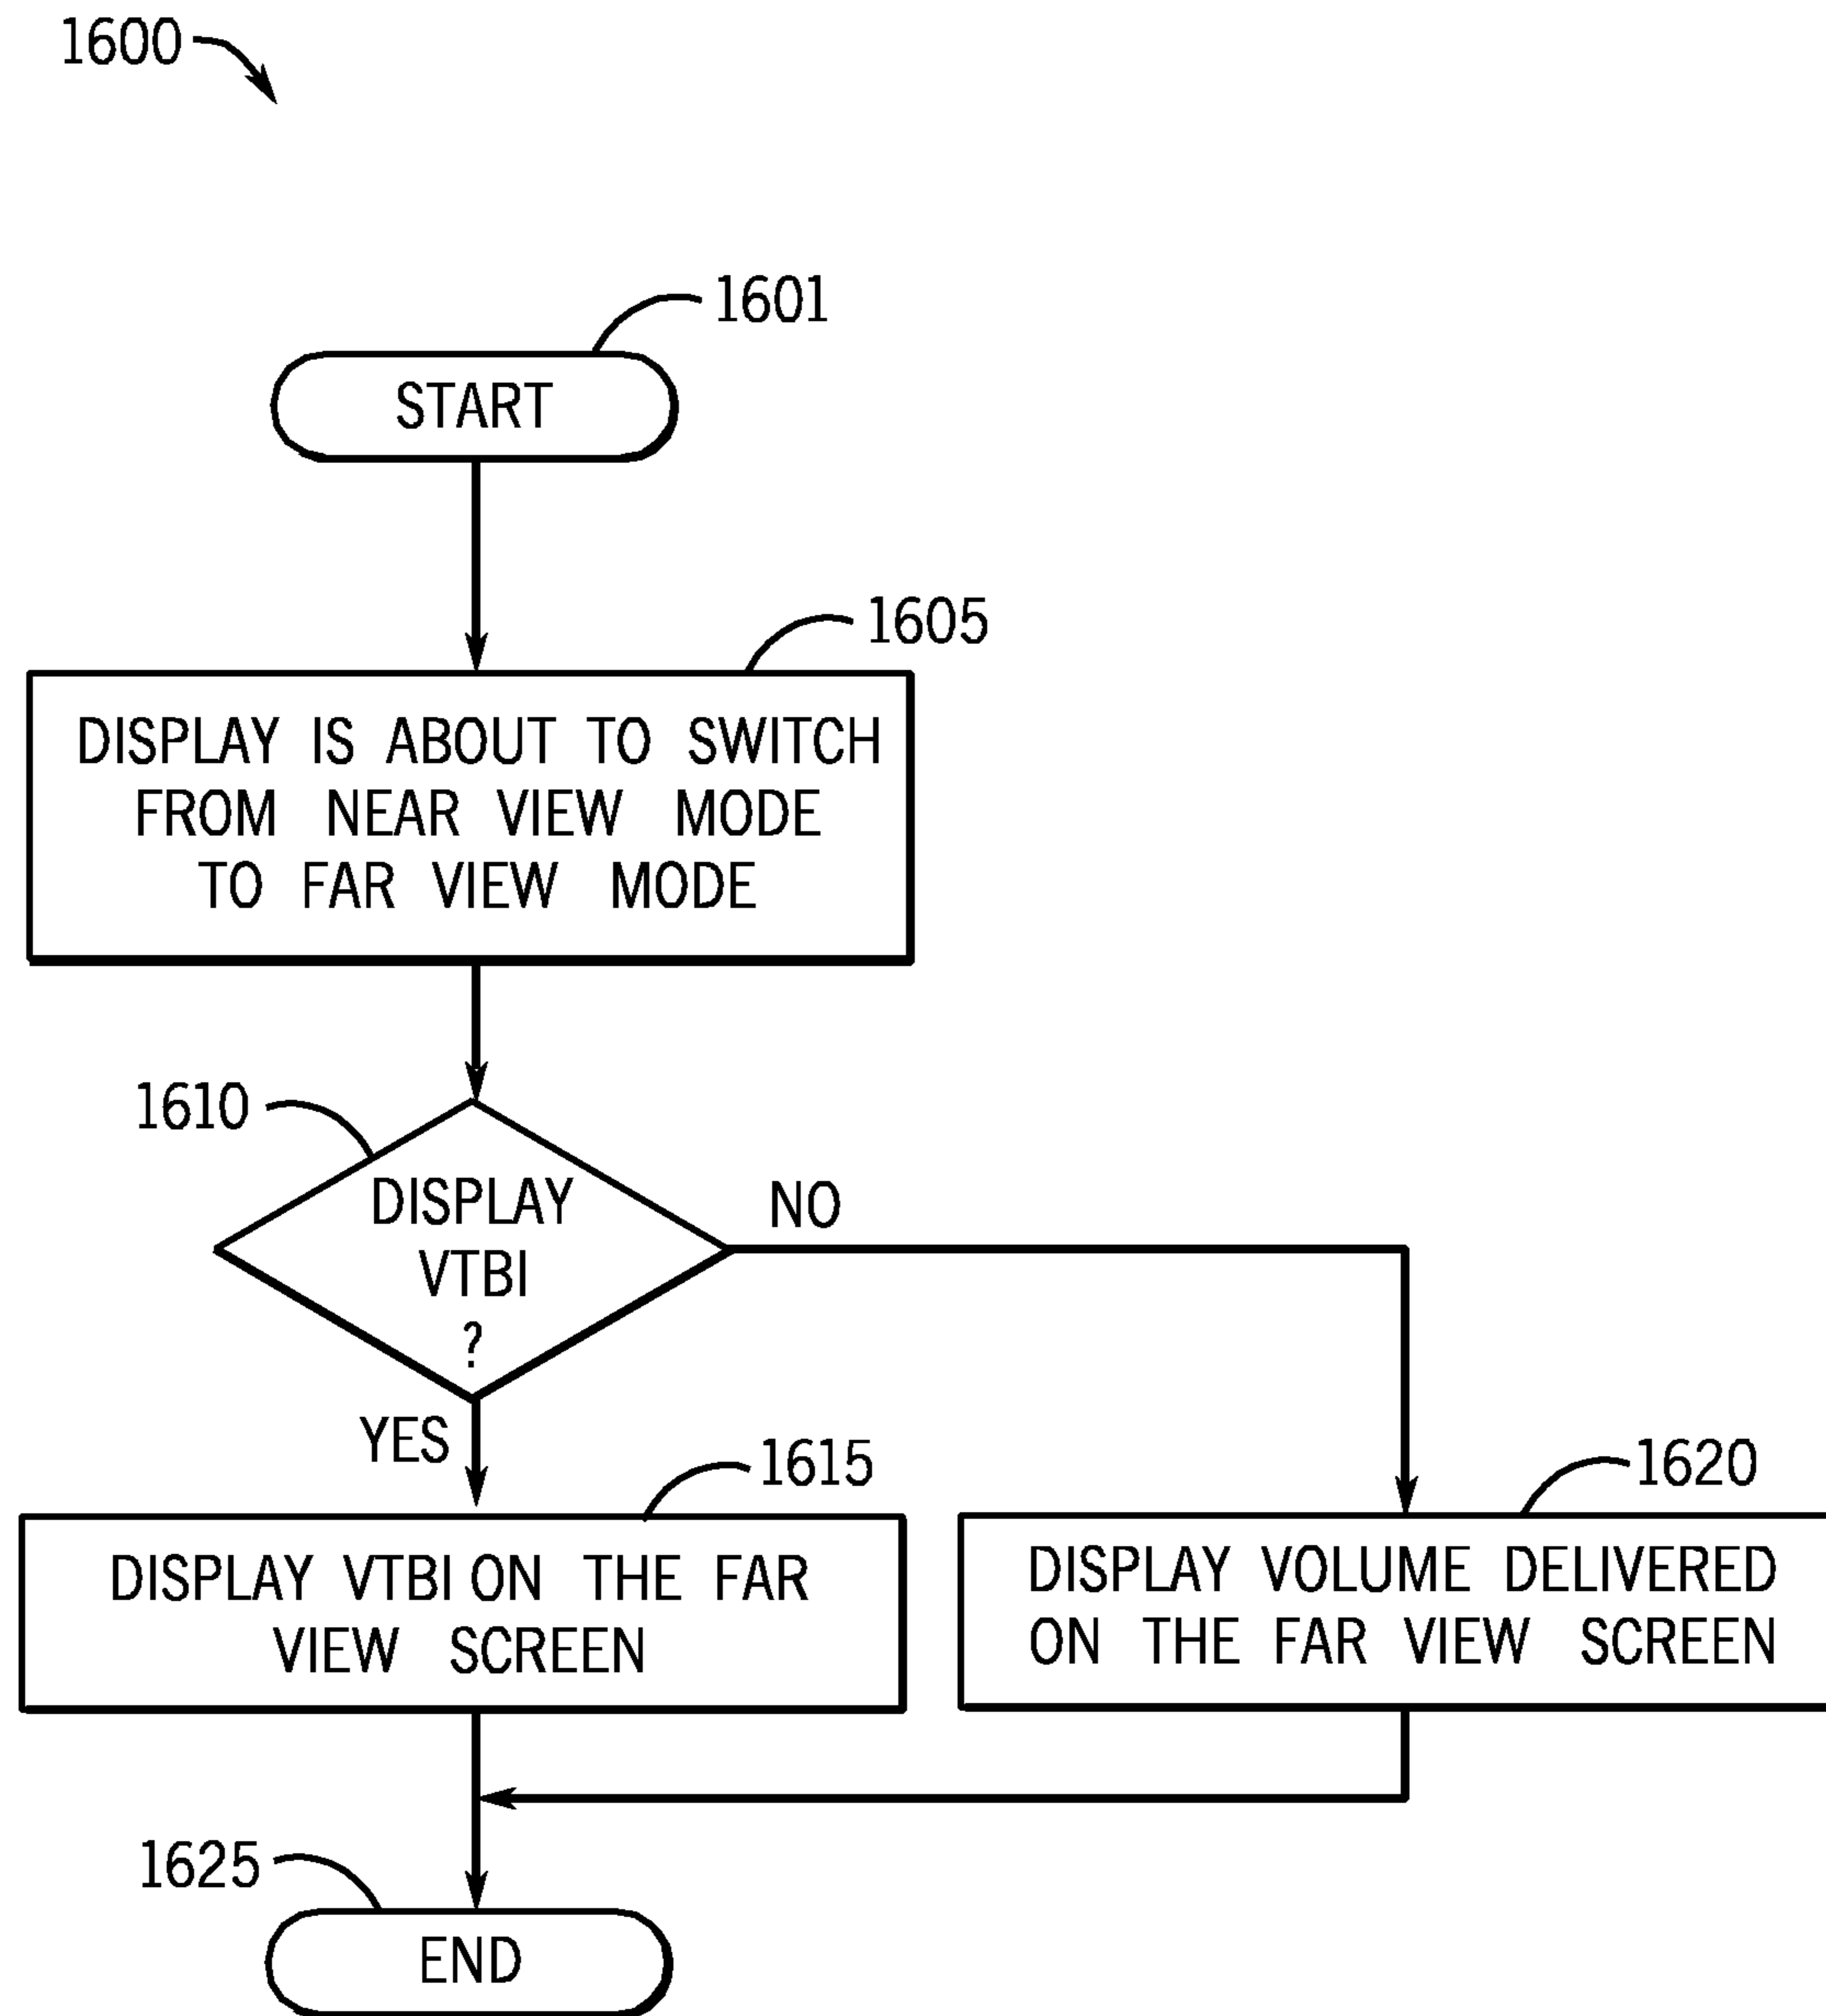 1600
1601
START
1605
DISPLAY IS ABOUT TO SWITCH
FROM NEAR VIEW MODE
TO FAR VIEW MODE
1610
DISPLAY
VTBI
?
NO
YES
1615
DISPLAY VTBI ON THE FAR
VIEW SCREEN
1620
DISPLAY VOLUME DELIVERED
ON THE FAR VIEW SCREEN
1625
END